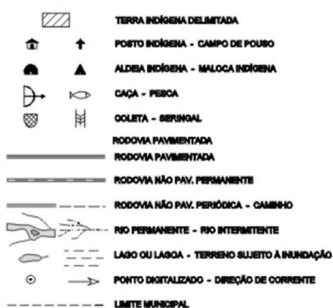 TERRA INDÍGENA DELIMITADA
POSTO INDÍGENA - CAMPO DE POUSO
ALDEIA INDÍGENA - MALOCA INDÍGENA
CAÇA - PESCA
COLETA - SERINGAL
RODOVIA PAVIMENTADA
RODOVIA PAVIMENTADA
RODOVIA NÃO PAV. PERMANENTE
RODOVIA NÃO PAV. PERIÓDICA - CAMINHO
RIO PERMANENTE - RIO INTERMITENTE
LAGO OU LAGOA - TERRENO SUJEITO À INUNDAÇÃO
PONTO DIGITALIZADO - DIREÇÃO DE CORRENTE
LIMITE MUNICIPAL